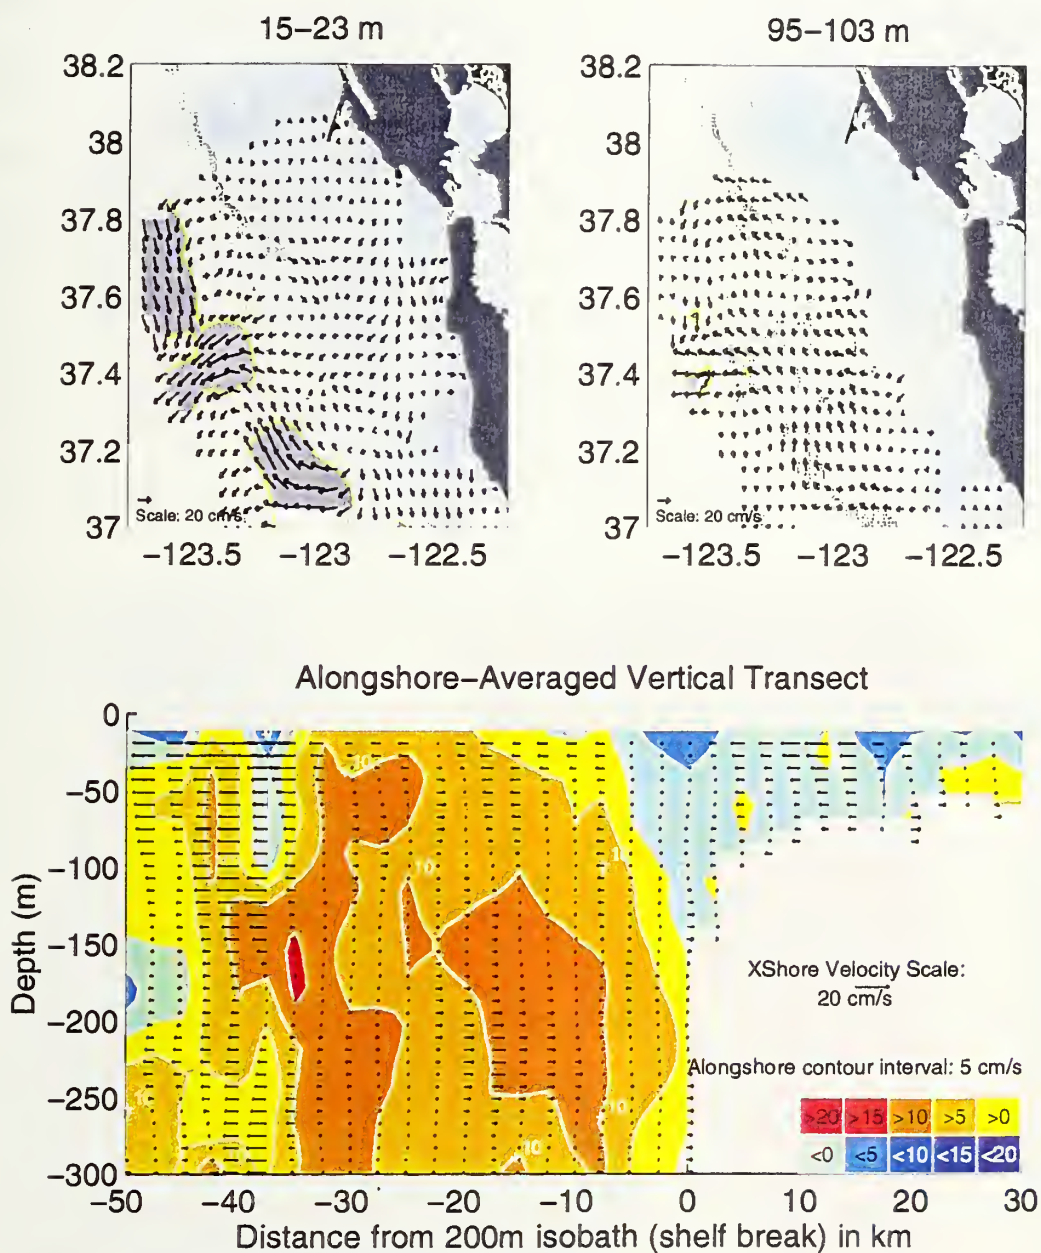 15–23 m
95–103 m
38.2
38
37.8
37.6
37.4
37.2
37
Scale: 20 cm/s
−123.5 −123 −122.5
38.2
38
37.8
37.6
37.4
37.2
37
Scale: 20 cm/s
−123.5 −123 −122.5
Alongshore−Averaged Vertical Transect
Depth (m)
0
−50
−100
−150
−200
−250
−300
10
10
10
10
XShore Velocity Scale:
20 cm/s
Alongshore contour interval: 5 cm/s
>20 >15 >10 >5 >0
<0 <5 <10 <15 <20
−50 −40 −30 −20 −10 0 10 20 30
Distance from 200m isobath (shelf break) in km